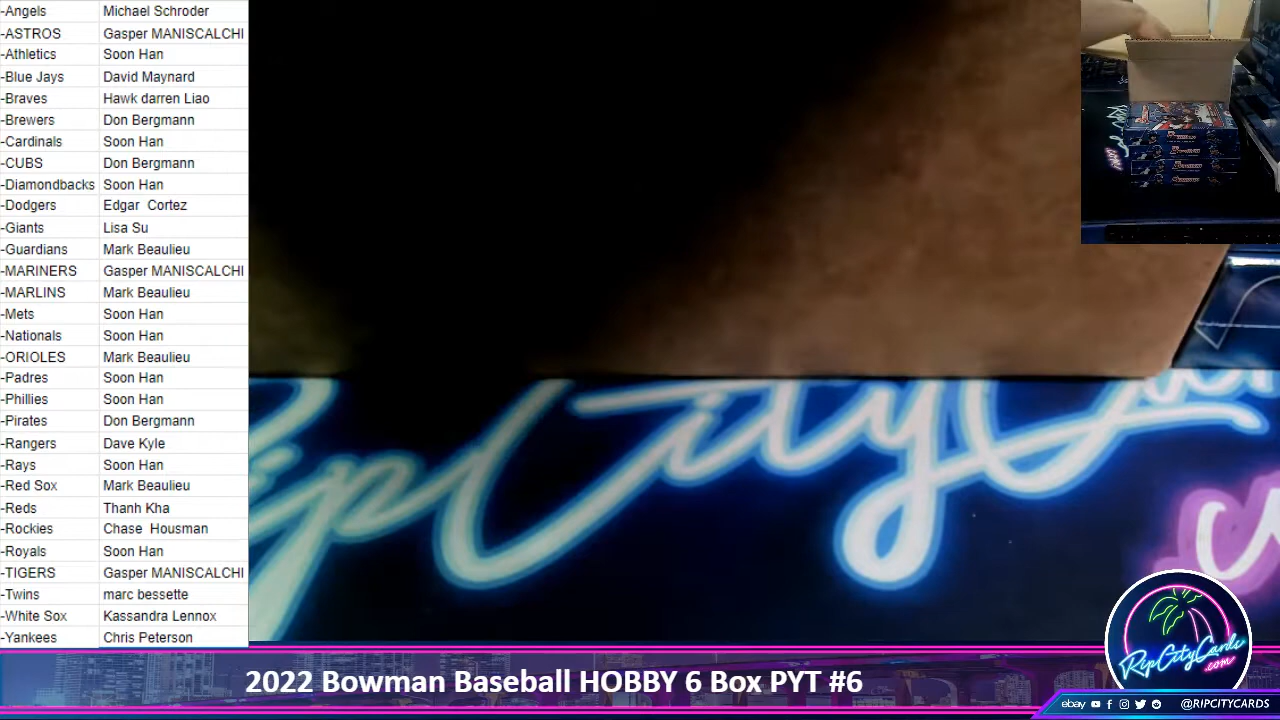 -Angels Michael Schroder
-ASTROS Gasper MANISCALCHI
-Athletics Soon Han
-Blue Jays David Maynard
-Braves Hawk darren Liao
-Brewers Don Bergmann
-Cardinals Soon Han
-CUBS Don Bergmann
-Diamondbacks Soon Han
-Dodgers Edgar Cortez
-Giants Lisa Su
-Guardians Mark Beaulieu
-MARINERS Gasper MANISCALCHI
-MARLINS Mark Beaulieu
-Mets Soon Han
-Nationals Soon Han
-ORIOLES Mark Beaulieu
-Padres Soon Han
-Phillies Soon Han
-Pirates Don Bergmann
-Rangers Dave Kyle
-Rays Soon Han
-Red Sox Mark Beaulieu
-Reds Thanh Kha
-Rockies Chase Housman
-Royals Soon Han
-TIGERS Gasper MANISCALCHI
-Twins marc bessette
-White Sox Kassandra Lennox
-Yankees Chris Peterson
Rip City
RipCityCards
.com
2022 Bowman Baseball HOBBY 6 Box PYT #6
ebay @RIPCITYCARDS